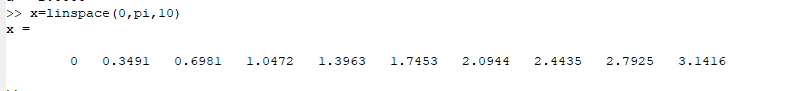 >> x=linspace(0,pi,10)
x =
0 0.3491 0.6981 1.0472 1.3963 1.7453 2.0944 2.4435 2.7925 3.1416